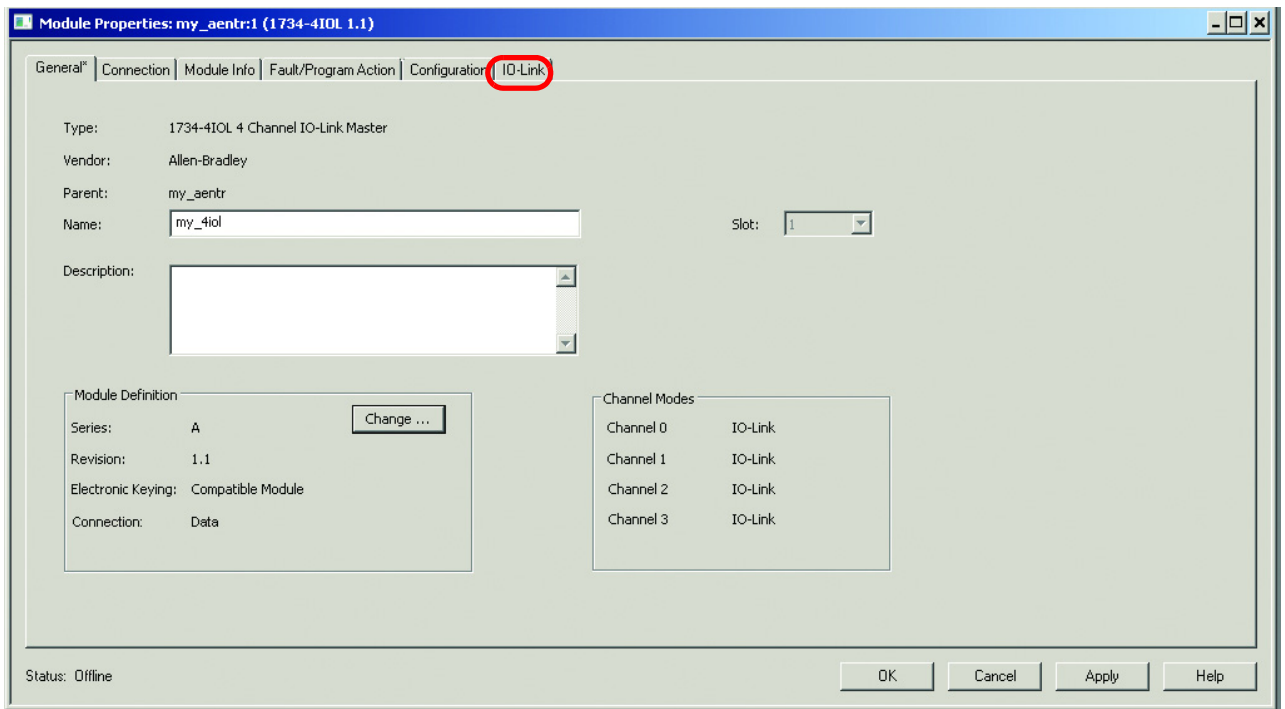 Module Properties: my_aentr:1 (1734-4IOL 1.1)
General* Connection Module Info Fault/Program Action Configuration IO-Link
Type: 1734-4IOL 4 Channel IO-Link Master
Vendor: Allen-Bradley
Parent: my_aentr
Name: my_4iol Slot: 1
Description:
Module Definition
Change ...
Series: A
Revision: 1.1
Electronic Keying: Compatible Module
Connection: Data
Channel Modes
Channel 0 IO-Link
Channel 1 IO-Link
Channel 2 IO-Link
Channel 3 IO-Link
Status: Offline
OK Cancel Apply Help